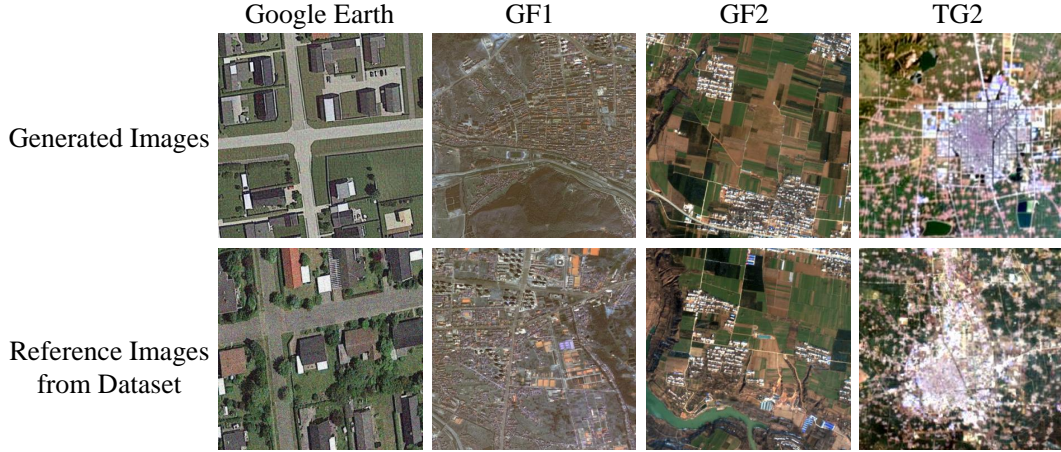 Google Earth GF1 GF2 TG2
Generated Images
Reference Images
from Dataset